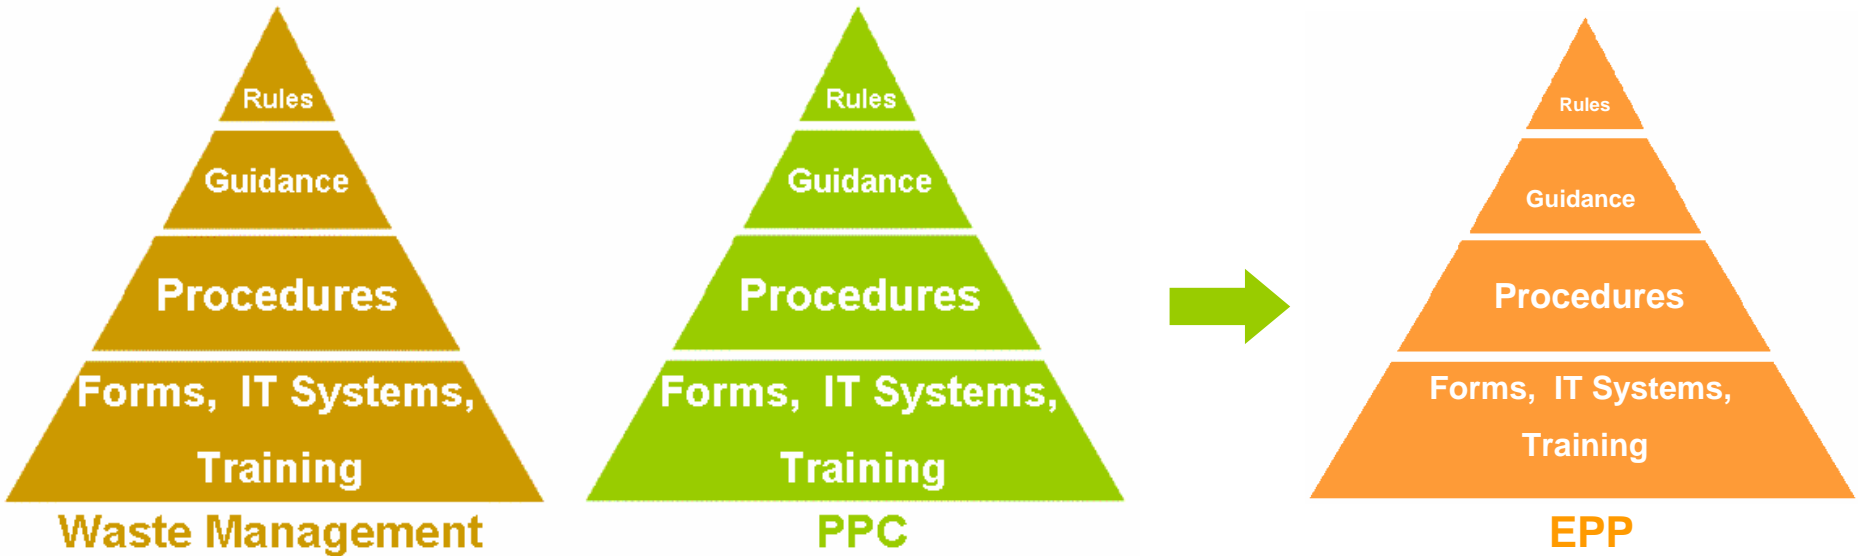 Rules
Guidance
Procedures
Forms, IT Systems,
Training
Waste Management
Rules
Guidance
Procedures
Forms, IT Systems,
Training
PPC
Rules
Guidance
Procedures
Forms, IT Systems,
Training
EPP